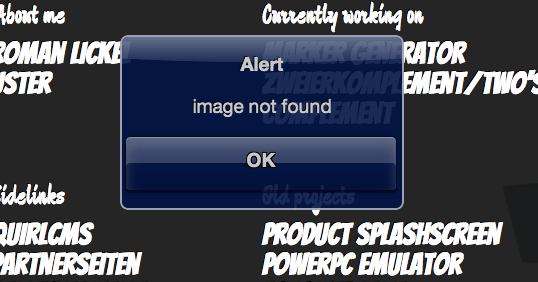 About me
Currently working on
ROMAN LICKEL
MARKER GENERATOR
USTER
ZWEIERKOMPLEMENT/TWO'S
COMPLEMENT
Alert
image not found
OK
Sidelinks
Old projects
QUIRLCMS
PRODUCT SPLASHSCREEN
PARTNERSEITEN
POWERPC EMULATOR